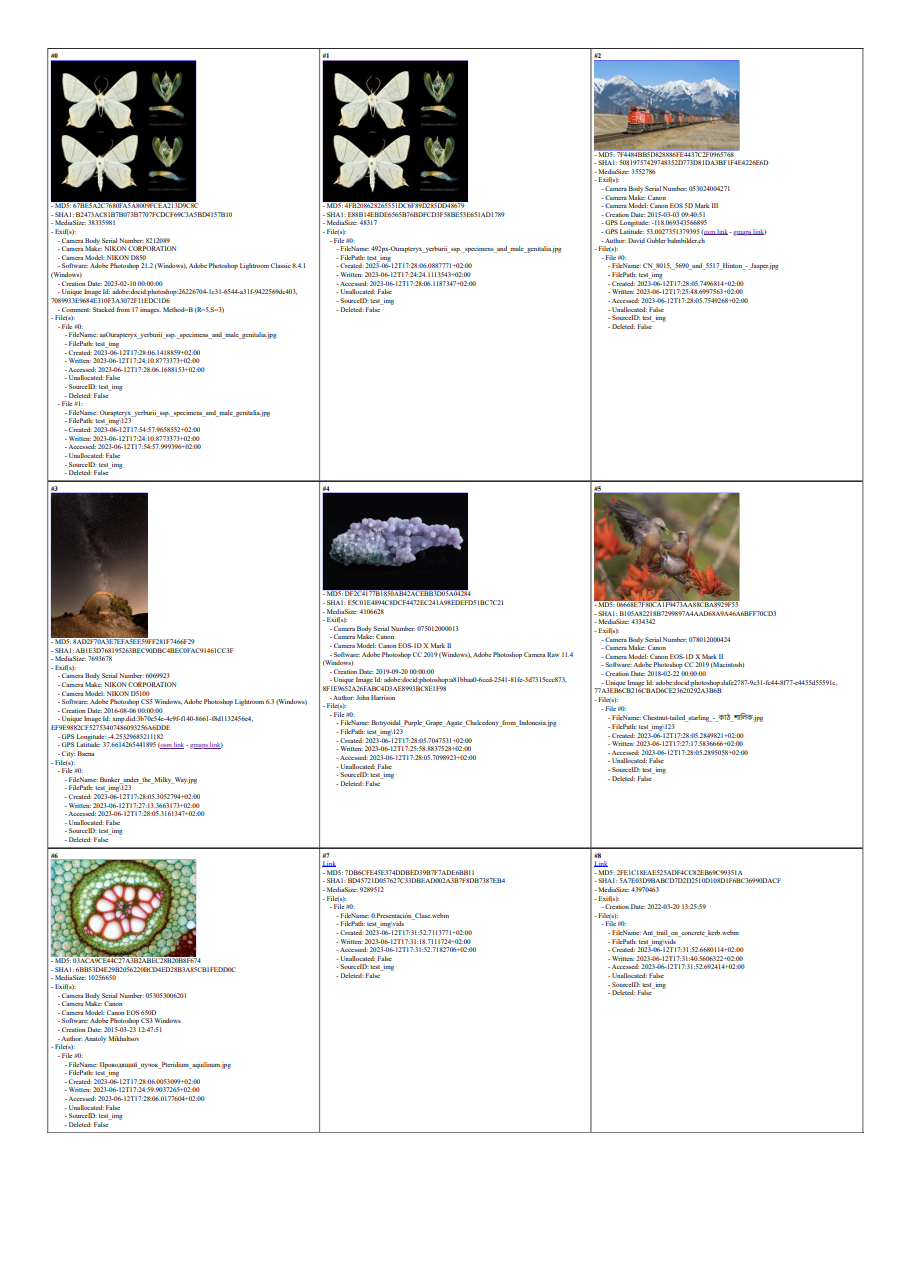 #0
- MD5: 67BE5A2C7680FA5A8009FCEA213D9C8C
- SHA1: B2473AC81B7B073B7707FCDCF69C3A5BD4157B10
- MediaSize: 38335981
- Exif(s):
- Camera Body Serial Number: 8212089
- Camera Make: NIKON CORPORATION
- Camera Model: NIKON D850
- Software: Adobe Photoshop 21.2 (Windows), Adobe Photoshop Lightroom Classic 8.4.1
(Windows)
- Creation Date: 2023-02-10 00:00:00
- Unique Image Id: adobe:docid:photoshop:26226704-1c31-6544-a31f-9422569dc403,
7089933E9684E310F3A3072F11EDC1D6
- Comment: Stacked from 17 images. Method=B (R=5,S=3)
- File(s):
- File #0:
- FileName: aaOurapteryx_yerburii_ssp._specimens_and_male_genitalia.jpg
- FilePath: test_img
- Created: 2023-06-12T17:28:06.1418859+02:00
- Written: 2023-06-12T17:24:10.8773373+02:00
- Accessed: 2023-06-12T17:28:06.1688153+02:00
- Unallocated: False
- SourceID: test_img
- Deleted: False
- File #1:
- FileName: Ourapteryx_yerburii_ssp._specimens_and_male_genitalia.jpg
- FilePath: test_img\123
- Created: 2023-06-12T17:54:57.9658552+02:00
- Written: 2023-06-12T17:24:10.8773373+02:00
- Accessed: 2023-06-12T17:54:57.999396+02:00
- Unallocated: False
- SourceID: test_img
- Deleted: False
#1
- MD5: 4FB208628265551DC6F89D285DD48679
- SHA1: E88B14EBDE6565B76BDFCD3F58BE53E651AD1789
- MediaSize: 48317
- File(s):
- File #0:
- FileName: 492px-Ourapteryx_yerburii_ssp._specimens_and_male_genitalia.jpg
- FilePath: test_img
- Created: 2023-06-12T17:28:06.0887771+02:00
- Written: 2023-06-12T17:24:24.1113543+02:00
- Accessed: 2023-06-12T17:28:06.1187347+02:00
- Unallocated: False
- SourceID: test_img
- Deleted: False
#2
- MD5: 7F4484BB5D828886FE4437C2F0965768
- SHA1: 50819757429748352D773D81DA3BF1F4E4226E6D
- MediaSize: 3552786
- Exif(s):
- Camera Body Serial Number: 053024004271
- Camera Make: Canon
- Camera Model: Canon EOS 5D Mark III
- Creation Date: 2015-03-03 09:40:51
- GPS Longitude: -118.069343566895
- GPS Latitude: 53.0027351379395 (osm link - gmaps link)
- Author: David Gubler bahnbilder.ch
- File(s):
- File #0:
- FileName: CN_8015,_5690_and_5517_Hinton_-_Jasper.jpg
- FilePath: test_img
- Created: 2023-06-12T17:28:05.7496814+02:00
- Written: 2023-06-12T17:25:48.6997563+02:00
- Accessed: 2023-06-12T17:28:05.7549268+02:00
- Unallocated: False
- SourceID: test_img
- Deleted: False
#3
- MD5: 8AD2F70A3E7EFA5EE59FF281F7466F29
- SHA1: AB1E3D768195263BEC90DBC4BEC0FAC91461CC3F
- MediaSize: 7693678
Exif(s):
- Camera Body Serial Number: 6069923
- Camera Make: NIKON CORPORATION
- Camera Model: NIKON D5100
- Software: Adobe Photoshop CS5 Windows, Adobe Photoshop Lightroom 6.3 (Windows)
- Creation Date: 2016-08-06 00:00:00
- Unique Image Id: xmp.did:3b70e54e-4c9f-f140-8661-f8d1132456e4,
EF9E9882CF52753407486093256A6DDE
- GPS Longitude: -4.25329685211182
- GPS Latitude: 37.6614265441895 (osm link - gmaps link)
- City: Baena
- File(s):
- File #0:
- FileName: Bunker_under_the_Milky_Way.jpg
- FilePath: test_img\123
- Created: 2023-06-12T17:28:05.3052794+02:00
- Written: 2023-06-12T17:27:13.3663173+02:00
- Accessed: 2023-06-12T17:28:05.3161347+02:00
- Unallocated: False
- SourceID: test_img
- Deleted: False
#4
- MD5: DF2C4177B1850AB42ACEBB3D05A04284
- SHA1: E5C01E4894C8DCF4472EC241A98EDEFD51BC7C21
- MediaSize: 4106628
- Exif(s):
- Camera Body Serial Number: 075012000013
- Camera Make: Canon
- Camera Model: Canon EOS-1D X Mark II
- Software: Adobe Photoshop CC 2019 (Windows), Adobe Photoshop Camera Raw 11.4
(Windows)
- Creation Date: 2019-09-20 00:00:00
- Unique Image Id: adobe:docid:photoshop:a81bbaa0-6ccd-2541-81fe-3d7315ccc873,
8F1E9652A26FABC4D3AE8993BC8E1F98
- Author: John Harrison
- File(s):
- File #0:
- FileName: Botryoidal_Purple_Grape_Agate_Chalcedony_from_Indonesia.jpg
- FilePath: test_img\123
- Created: 2023-06-12T17:28:05.7047531+02:00
- Written: 2023-06-12T17:25:58.8837528+02:00
- Accessed: 2023-06-12T17:28:05.7098923+02:00
- Unallocated: False
- SourceID: test_img
- Deleted: False
#5
- MD5: 06668E7F80CA1F9473AA88CBA8929F55
- SHA1: B105A82218B7299897A4AAD68A9A46A6BFF70CD3
- MediaSize: 4334342
- Exif(s):
- Camera Body Serial Number: 078012000424
- Camera Make: Canon
- Camera Model: Canon EOS-1D X Mark II
- Software: Adobe Photoshop CC 2019 (Macintosh)
- Creation Date: 2018-02-22 00:00:00
- Unique Image Id: adobe:docid:photoshop:dafe2787-9c31-fc44-8f77-e4455d55591c,
77A3EB6CB216CBAD6CE23620292A3B6B
- File(s):
- File #0:
- FileName: Chestnut-tailed_starling_-_কাঠ_শালিক.jpg
- FilePath: test_img\123
- Created: 2023-06-12T17:28:05.2849821+02:00
- Written: 2023-06-12T17:27:17.5836666+02:00
- Accessed: 2023-06-12T17:28:05.2895058+02:00
- Unallocated: False
- SourceID: test_img
- Deleted: False
#6
- MD5: 03ACA9CE44C27A3B2ABEC28B20B8F674
- SHA1: 6BB53D4E29B2056220BCD4ED28B3A85CB1FEDD0C
- MediaSize: 10256650
- Exif(s):
- Camera Body Serial Number: 053053006201
- Camera Make: Canon
- Camera Model: Canon EOS 650D
- Software: Adobe Photoshop CS3 Windows
- Creation Date: 2015-03-23 12:47:51
- Author: Anatoly Mikhaltsov
- File(s):
- File #0:
- FileName: Проводящий_пучок_Pteridium_aquilinum.jpg
- FilePath: test_img
- Created: 2023-06-12T17:28:06.0053099+02:00
- Written: 2023-06-12T17:24:59.9037265+02:00
- Accessed: 2023-06-12T17:28:06.0177604+02:00
- Unallocated: False
- SourceID: test_img
- Deleted: False
#7
Link
- MD5: 7DB6CFE45E374DDBED39B7F7ADE6BB11
- SHA1: BD45721D057627C33DBEAD002A3B7F8DB7387EB4
- MediaSize: 9289512
- File(s):
- File #0:
- FileName: 0.Presentación_Clase.webm
- FilePath: test_img\vids
- Created: 2023-06-12T17:31:52.7113771+02:00
- Written: 2023-06-12T17:31:18.7111724+02:00
- Accessed: 2023-06-12T17:31:52.7182706+02:00
- Unallocated: False
- SourceID: test_img
- Deleted: False
#8
Link
- MD5: 2FE1C18EAE525ADF4CC82EB69C99351A
- SHA1: 5A7E03D9BABCD7D2D2510D108D1F6BC36990DACF
- MediaSize: 43970463
- Exif(s):
- Creation Date: 2022-03-20 13:25:59
- File(s):
- File #0:
- FileName: Ant_trail_on_concrete_kerb.webm
- FilePath: test_img\vids
- Created: 2023-06-12T17:31:52.6680114+02:00
- Written: 2023-06-12T17:31:40.5606322+02:00
- Accessed: 2023-06-12T17:31:52.692414+02:00
- Unallocated: False
- SourceID: test_img
- Deleted: False